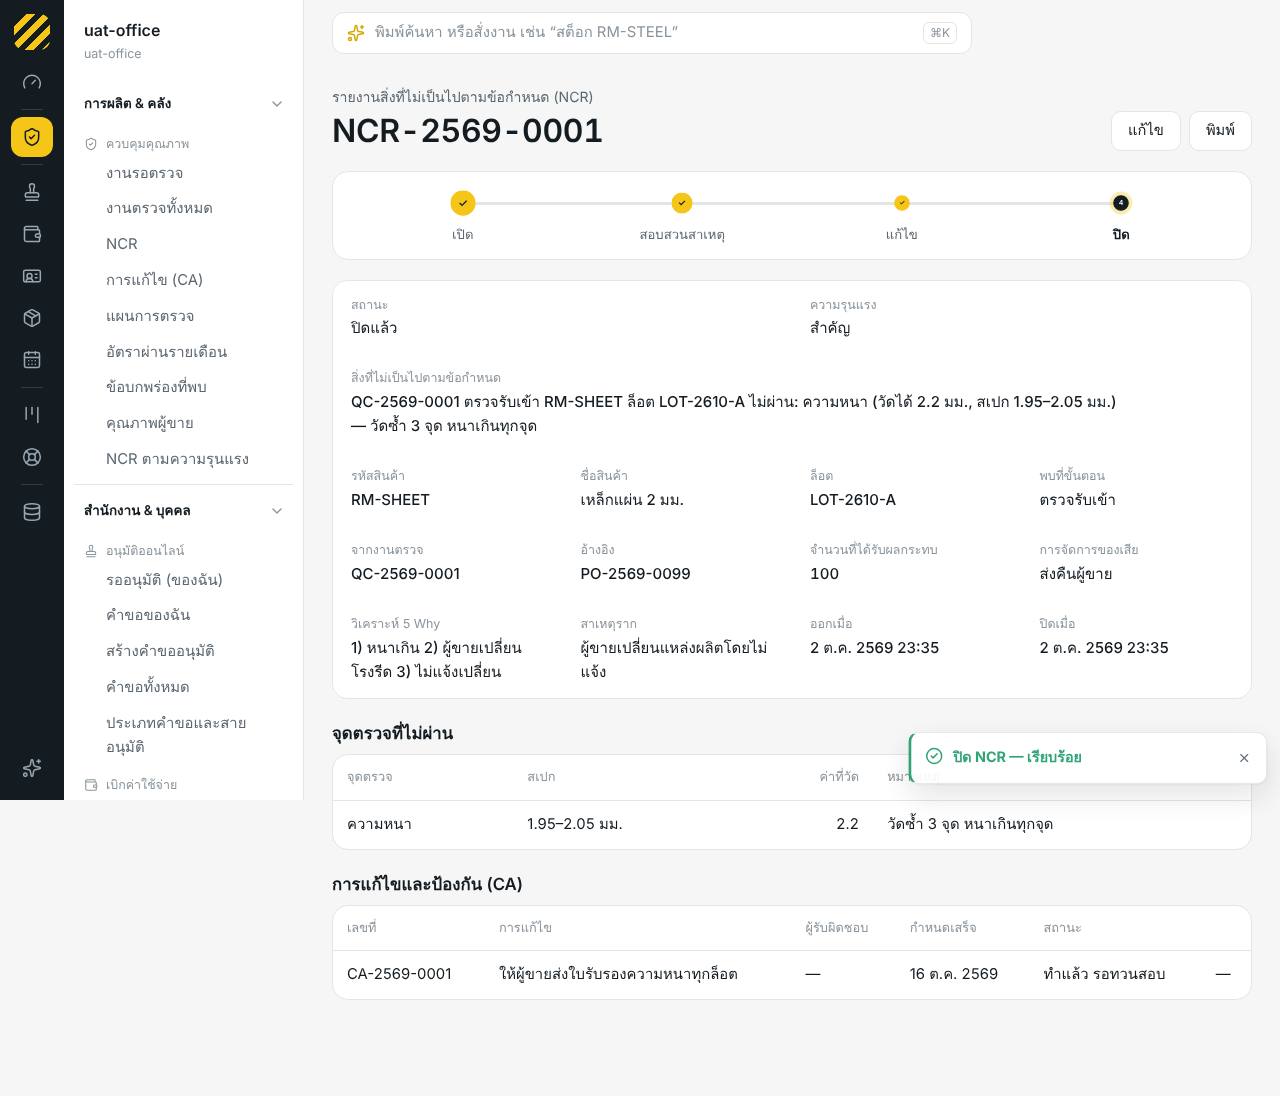 uat-office
uat-office
การผลิต & คลัง
ควบคุมคุณภาพ
งานรอตรวจ
งานตรวจทั้งหมด
NCR
การแก้ไข (CA)
แผนการตรวจ
อัตราผ่านรายเดือน
ข้อบกพร่องที่พบ
คุณภาพผู้ขาย
NCR ตามความรุนแรง
สำนักงาน & บุคคล
อนุมัติออนไลน์
รออนุมัติ (ของฉัน)
คำขอของฉัน
สร้างคำขออนุมัติ
คำขอทั้งหมด
ประเภทคำขอและสาย
อนุมัติ
เบิกค่าใช้จ่าย
พิมพ์ค้นหา หรือสั่งงาน เช่น “สต็อก RM-STEEL” ⌘K
รายงานสิ่งที่ไม่เป็นไปตามข้อกำหนด (NCR)
NCR-2569-0001 แก้ไข พิมพ์
4
เปิด สอบสวนสาเหตุ แก้ไข ปิด
สถานะ ความรุนแรง
ปิดแล้ว สำคัญ
สิ่งที่ไม่เป็นไปตามข้อกำหนด
QC-2569-0001 ตรวจรับเข้า RM-SHEET ล็อต LOT-2610-A ไม่ผ่าน: ความหนา (วัดได้ 2.2 มม., สเปก 1.95–2.05 มม.)
— วัดซ้ำ 3 จุด หนาเกินทุกจุด
รหัสสินค้า ชื่อสินค้า ล็อต พบที่ขั้นตอน
RM-SHEET เหล็กแผ่น 2 มม. LOT-2610-A ตรวจรับเข้า
จากงานตรวจ อ้างอิง จำนวนที่ได้รับผลกระทบ การจัดการของเสีย
QC-2569-0001 PO-2569-0099 100 ส่งคืนผู้ขาย
วิเคราะห์ 5 Why สาเหตุราก ออกเมื่อ ปิดเมื่อ
1) หนาเกิน 2) ผู้ขายเปลี่ยน ผู้ขายเปลี่ยนแหล่งผลิตโดยไม่ 2 ต.ค. 2569 23:35 2 ต.ค. 2569 23:35
โรงรีด 3) ไม่แจ้งเปลี่ยน แจ้ง
จุดตรวจที่ไม่ผ่าน
ปิด NCR — เรียบร้อย ×
จุดตรวจ สเปก ค่าที่วัด
ความหนา 1.95–2.05 มม. 2.2 วัดซ้ำ 3 จุด หนาเกินทุกจุด
การแก้ไขและป้องกัน (CA)
เลขที่ การแก้ไข ผู้รับผิดชอบ กำหนดเสร็จ สถานะ
CA-2569-0001 ให้ผู้ขายส่งใบรับรองความหนาทุกล็อต — 16 ต.ค. 2569 ทำแล้ว รอทวนสอบ —